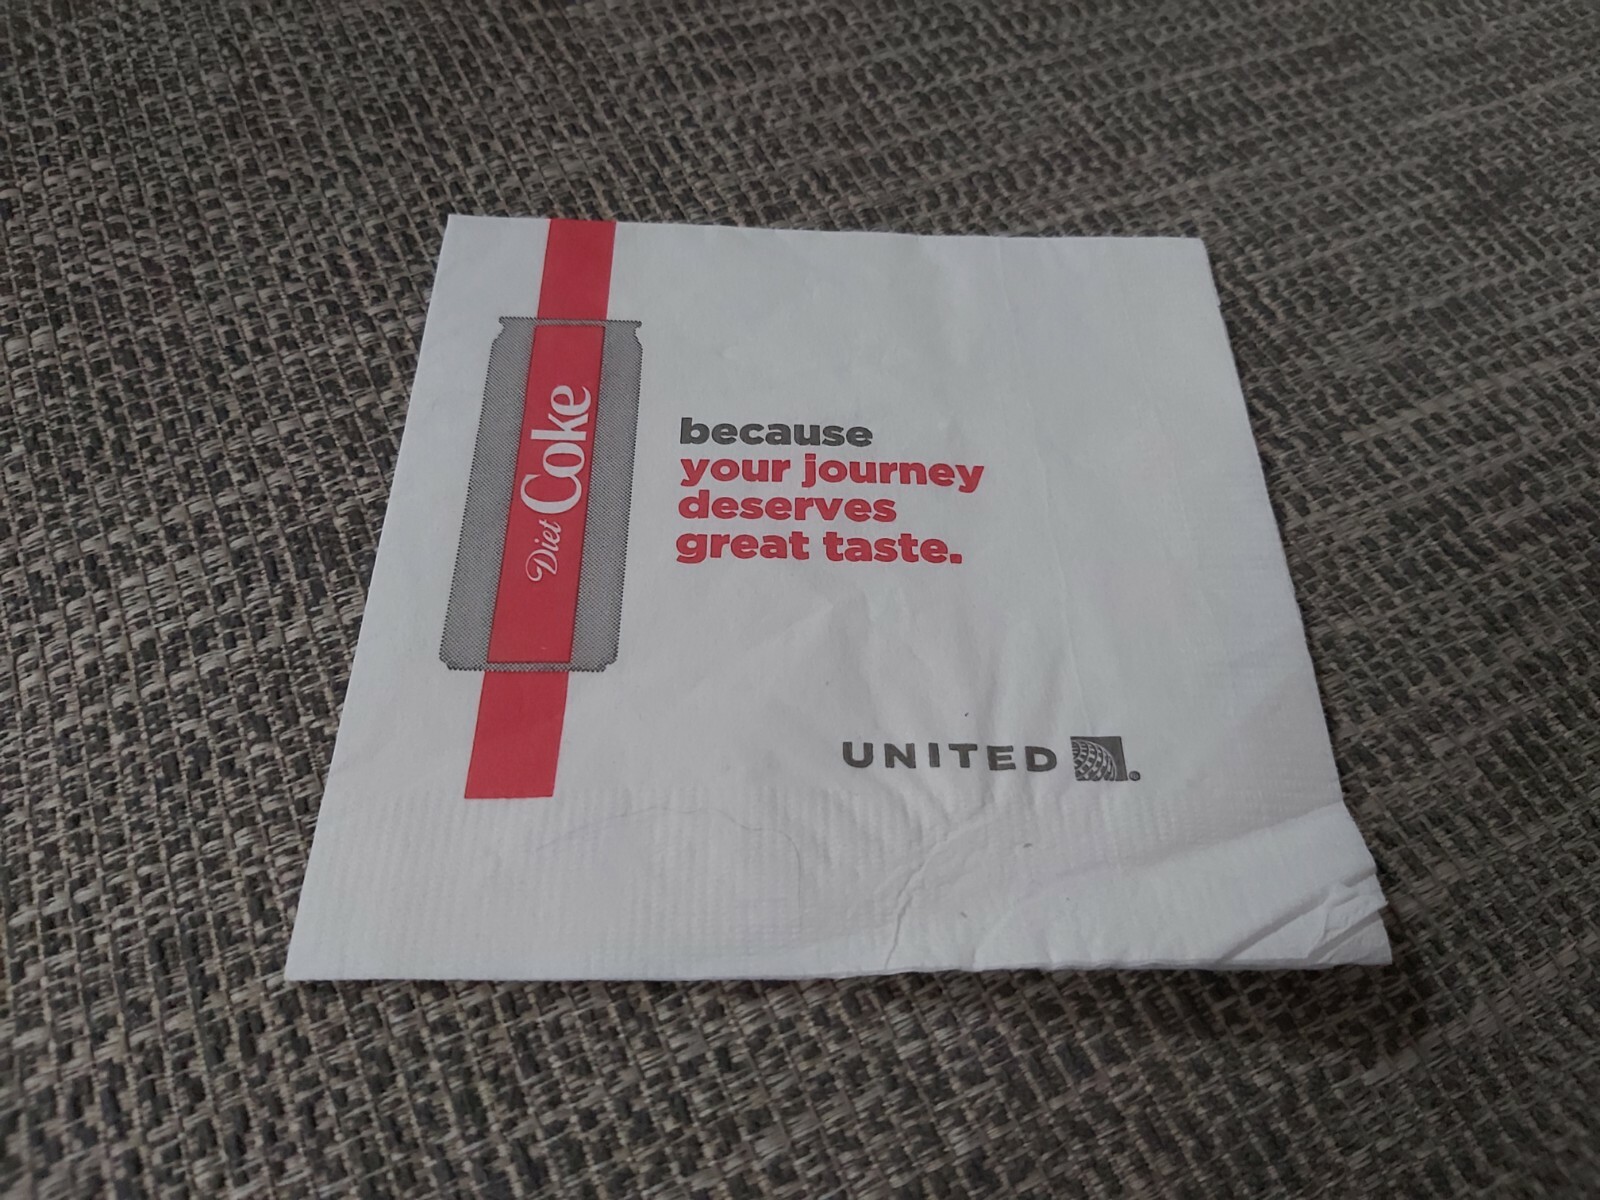 Diet Coke
because
your journey
deserves
great taste.
UNITED